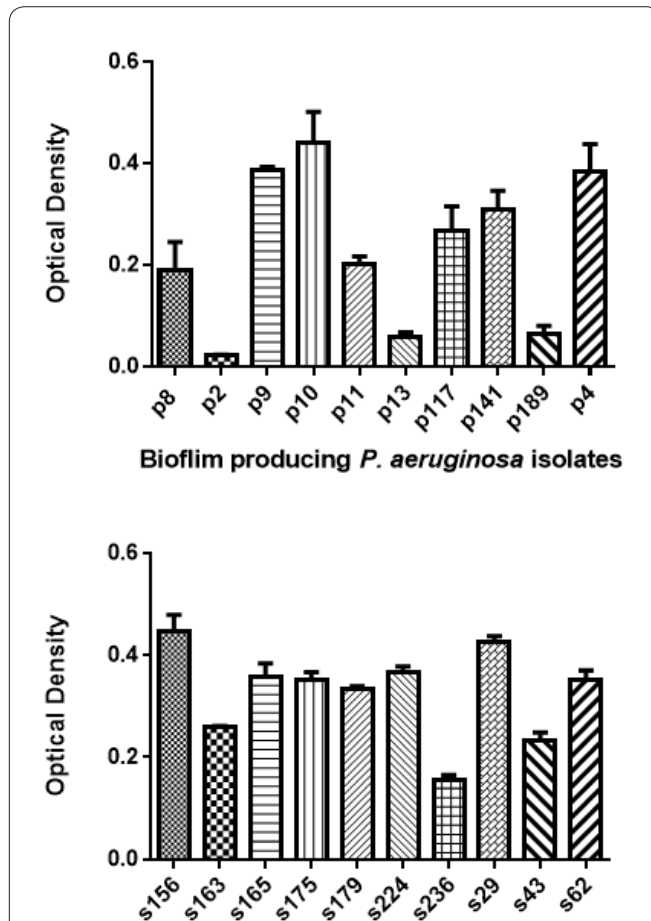 0.6
0.4
0.2
0.0
Optical Density
p8
p2
p9
p10
p11
p13
p117
p141
p189
p4
Bioflim producing P. aeruginosa isolates
0.6
0.4
0.2
0.0
Optical Density
s156
s163
s165
s175
s179
s224
s236
s29
s43
s62